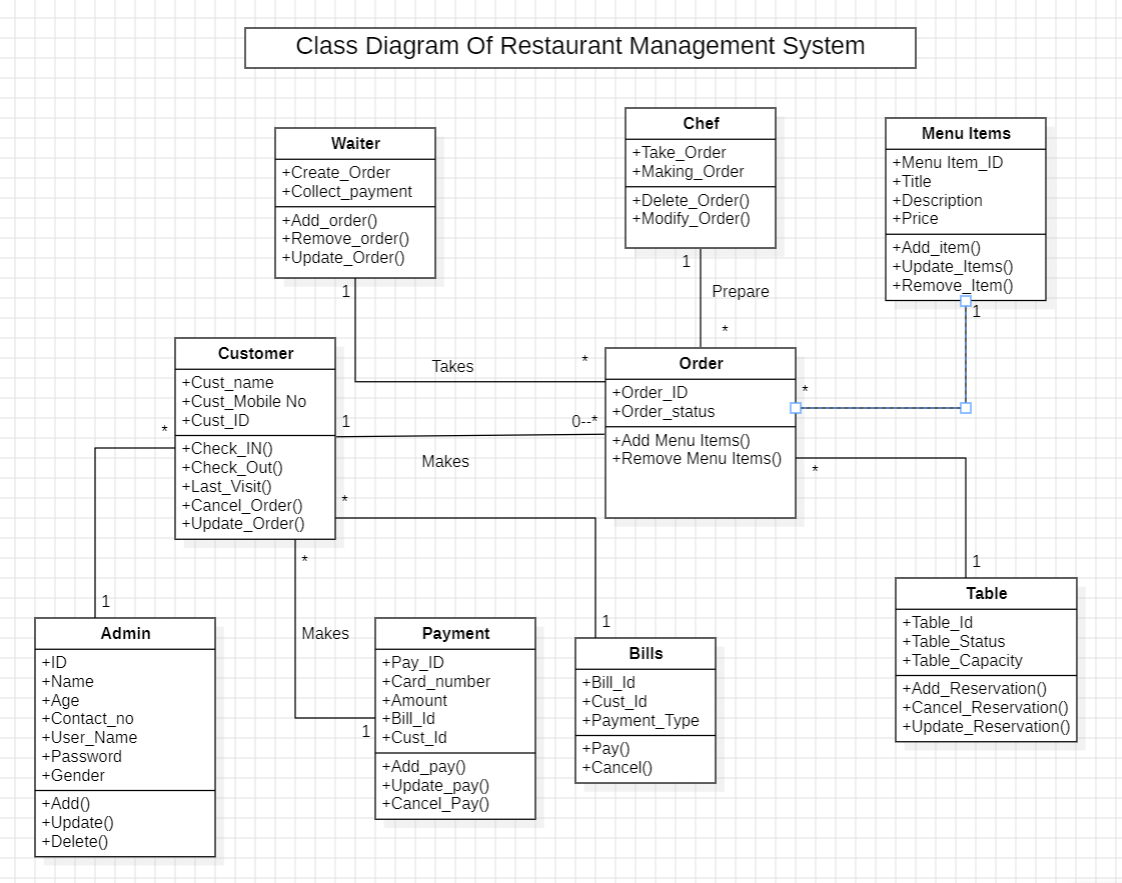 Class Diagram Of Restaurant Management System
Waiter
+Create_Order
+Collect_payment
+Add_order()
+Remove_order()
+Update_Order()
1
Chef
+Take_Order
+Making_Order
+Delete_Order()
+Modify_Order()
1
Prepare
*
Menu Items
+Menu Item_ID
+Title
+Description
+Price
+Add_item()
+Update_Items()
+Remove_Item()
1
Takes
*
Customer
+Cust_name
+Cust_Mobile No
+Cust_ID
+Check_IN()
+Check_Out()
+Last_Visit()
+Cancel_Order()
+Update_Order()
*
1
0--*
Makes
*
*
Order
+Order_ID
+Order_status
+Add Menu Items()
+Remove Menu Items()
*
*
1
1
Makes
1
1
Admin
+ID
+Name
+Age
+Contact_no
+User_Name
+Password
+Gender
+Add()
+Update()
+Delete()
Payment
+Pay_ID
+Card_number
+Amount
+Bill_Id
+Cust_Id
+Add_pay()
+Update_pay()
+Cancel_Pay()
Bills
+Bill_Id
+Cust_Id
+Payment_Type
+Pay()
+Cancel()
Table
+Table_Id
+Table_Status
+Table_Capacity
+Add_Reservation()
+Cancel_Reservation()
+Update_Reservation()